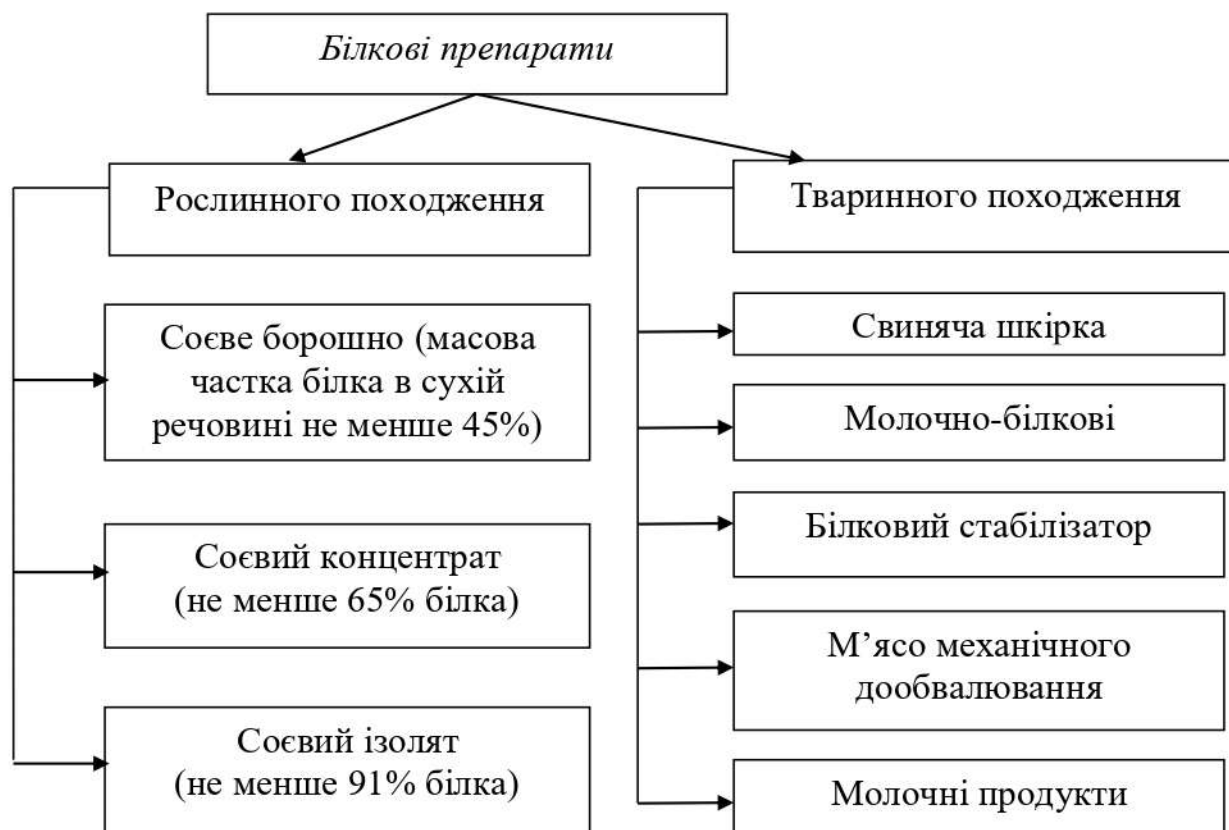 Білкові препарати
Рослинного походження
Соєве борошно (масова
частка білка в сухій
речовині не менше 45%)
Соєвий концентрат
(не менше 65% білка)
Соєвий ізолят
(не менше 91% білка)
Тваринного походження
Свиняча шкірка
Молочно-білкові
Білковий стабілізатор
М’ясо механічного
дообвалювання
Молочні продукти